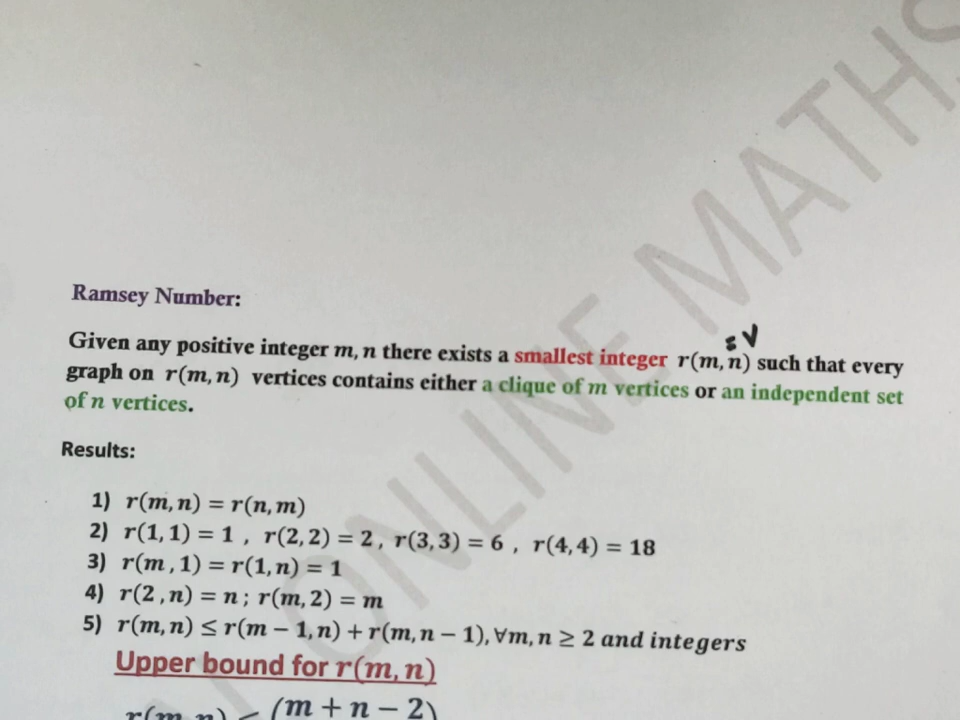 ONLINE MATHS
Ramsey Number:
Given any positive integer m, n there exists a smallest integer r(m, n) such that every
graph on r(m, n) vertices contains either a clique of m vertices or an independent set
of n vertices.
Results:
1) r(m, n) = r(n, m)
2) r(1, 1) = 1 , r(2, 2) = 2 , r(3,3) = 6 , r(4, 4) = 18
3) r(m , 1) = r(1, n) = 1
4) r(2 , n) = n ; r(m, 2) = m
5) r(m, n) ≤ r(m − 1, n) + r(m, n − 1), ∀m, n ≥ 2 and integers
Upper bound for r(m, n)
r(m, n) ≤ (m + n − 2)